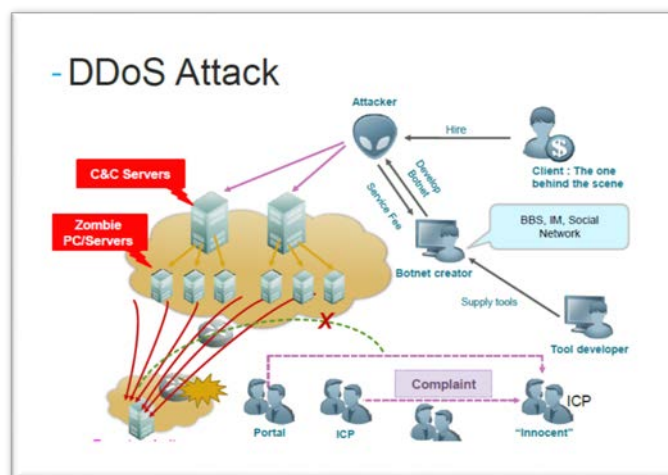 - DDoS Attack
Attacker
Hire
Client : The one
behind the scene
Develop
Botnet
Service Fee
C&C Servers
Zombie
PC/Servers
BBS, IM, Social
Network
Botnet creator
Supply tools
Tool developer
X
Complaint
Portal
ICP
"Innocent"
ICP